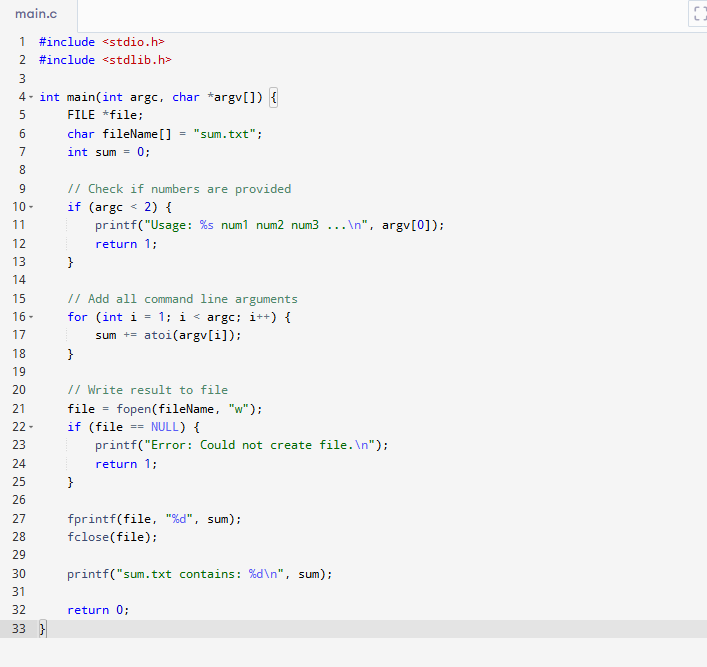 main.c
1 #include <stdio.h>
2 #include <stdlib.h>
3
4 int main(int argc, char *argv[]) {
5     FILE *file;
6     char fileName[] = "sum.txt";
7     int sum = 0;
8
9     // Check if numbers are provided
10     if (argc < 2) {
11         printf("Usage: %s num1 num2 num3 ...\n", argv[0]);
12         return 1;
13     }
14
15     // Add all command line arguments
16     for (int i = 1; i < argc; i++) {
17         sum += atoi(argv[i]);
18     }
19
20     // Write result to file
21     file = fopen(fileName, "w");
22     if (file == NULL) {
23         printf("Error: Could not create file.\n");
24         return 1;
25     }
26
27     fprintf(file, "%d", sum);
28     fclose(file);
29
30     printf("sum.txt contains: %d\n", sum);
31
32     return 0;
33 }